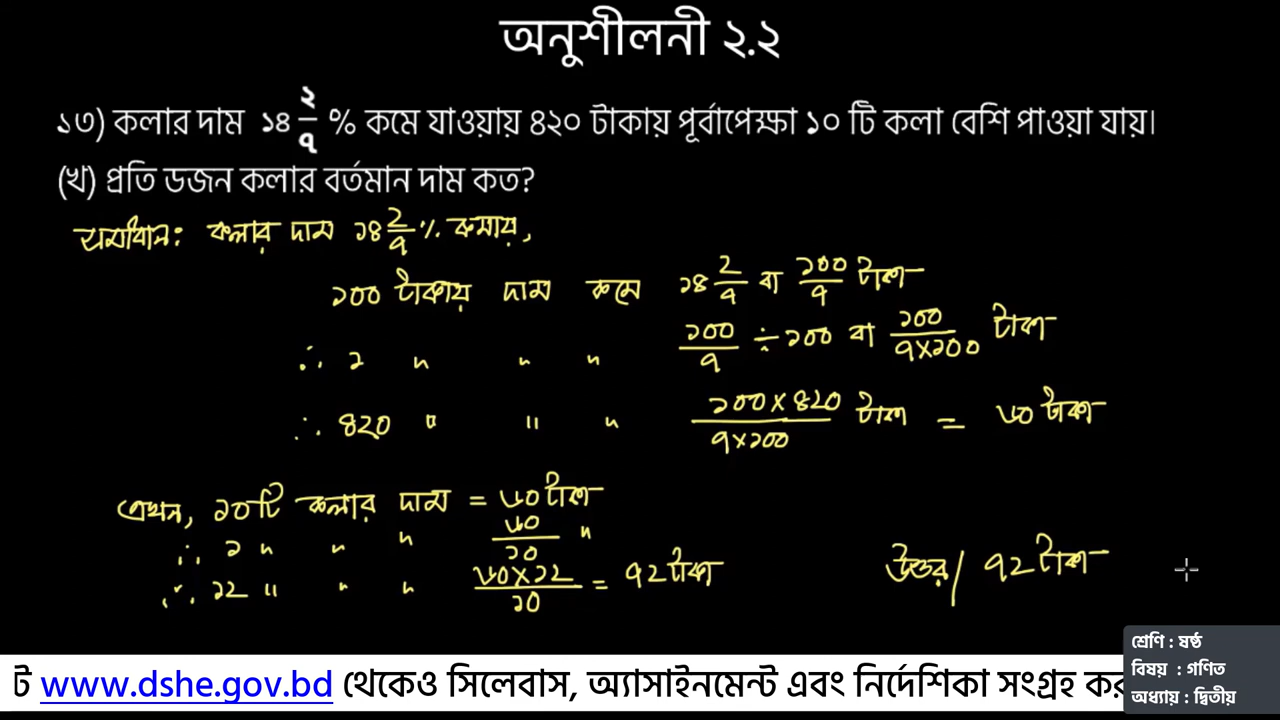 অনুশীলনী ২.২
১৩) কলার দাম ১৪ ২/৭ % কমে যাওয়ায় ৪২০ টাকায় পূর্বাপেক্ষা ১০ টি কলা বেশি পাওয়া যায়।
(খ) প্রতি ডজন কলার বর্তমান দাম কত?
সমাধান: কলার দাম ১৪ ২/৭ % কমায়,
১০০ টাকায় দাম কমে ১৪ ২/৭ বা ১০০/৭ টাকা
∴ ১ " " " ১০০/৭ ÷ ১০০ বা ১০০/৭×১০০ টাকা
∴ ৪২০ " " " ১০০×৪২০/৭×১০০ টাকা = ৬০ টাকা
এখন, ১০টি কলার দাম = ৬০ টাকা
∴ ১ " " " ৬০/১০ "
∴ ১২ " " " ৬০×১২/১০ = ৭২ টাকা
উত্তর/ ৭২ টাকা
শ্রেণি : ষষ্ঠ
বিষয় : গণিত
অধ্যায় : দ্বিতীয়
ট www.dshe.gov.bd থেকেও সিলেবাস, অ্যাসাইনমেন্ট এবং নির্দেশিকা সংগ্রহ কর